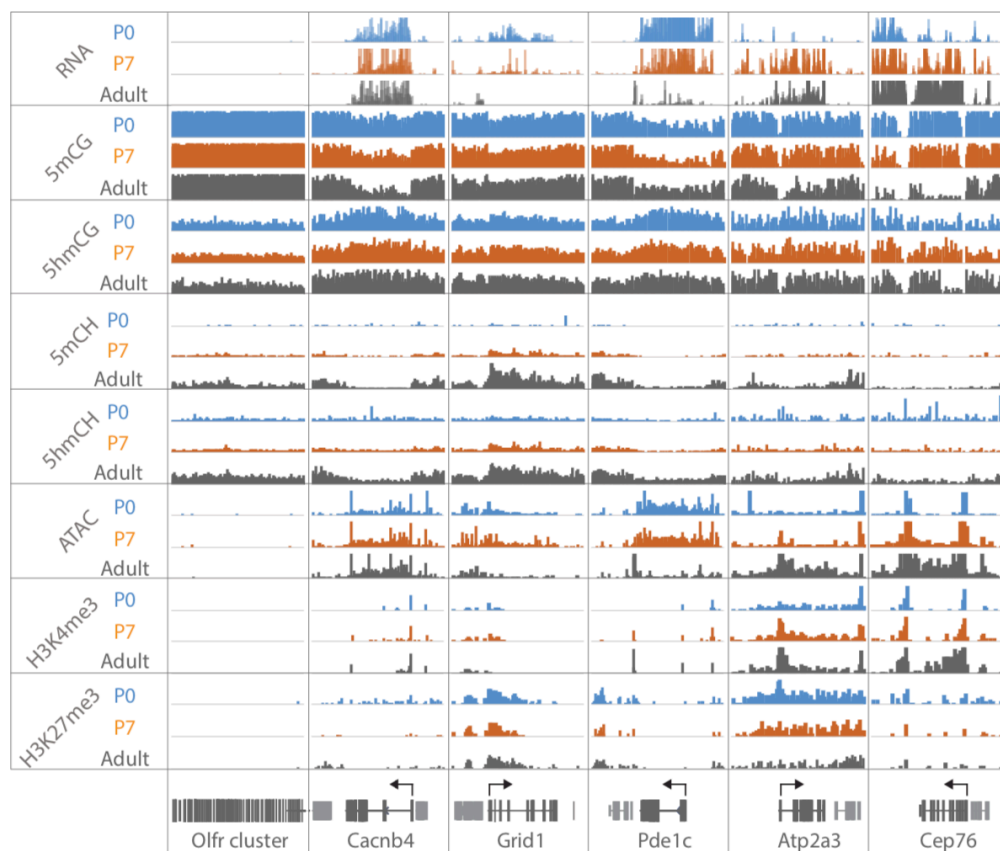 RNA
P0
P7
Adult
5mCG
P0
P7
Adult
5hmCG
P0
P7
Adult
5mCH
P0
P7
Adult
5hmCH
P0
P7
Adult
ATAC
P0
P7
Adult
H3K4me3
P0
P7
Adult
H3K27me3
P0
P7
Adult
Olfr cluster Cacnb4 Grid1 Pde1c Atp2a3 Cep76